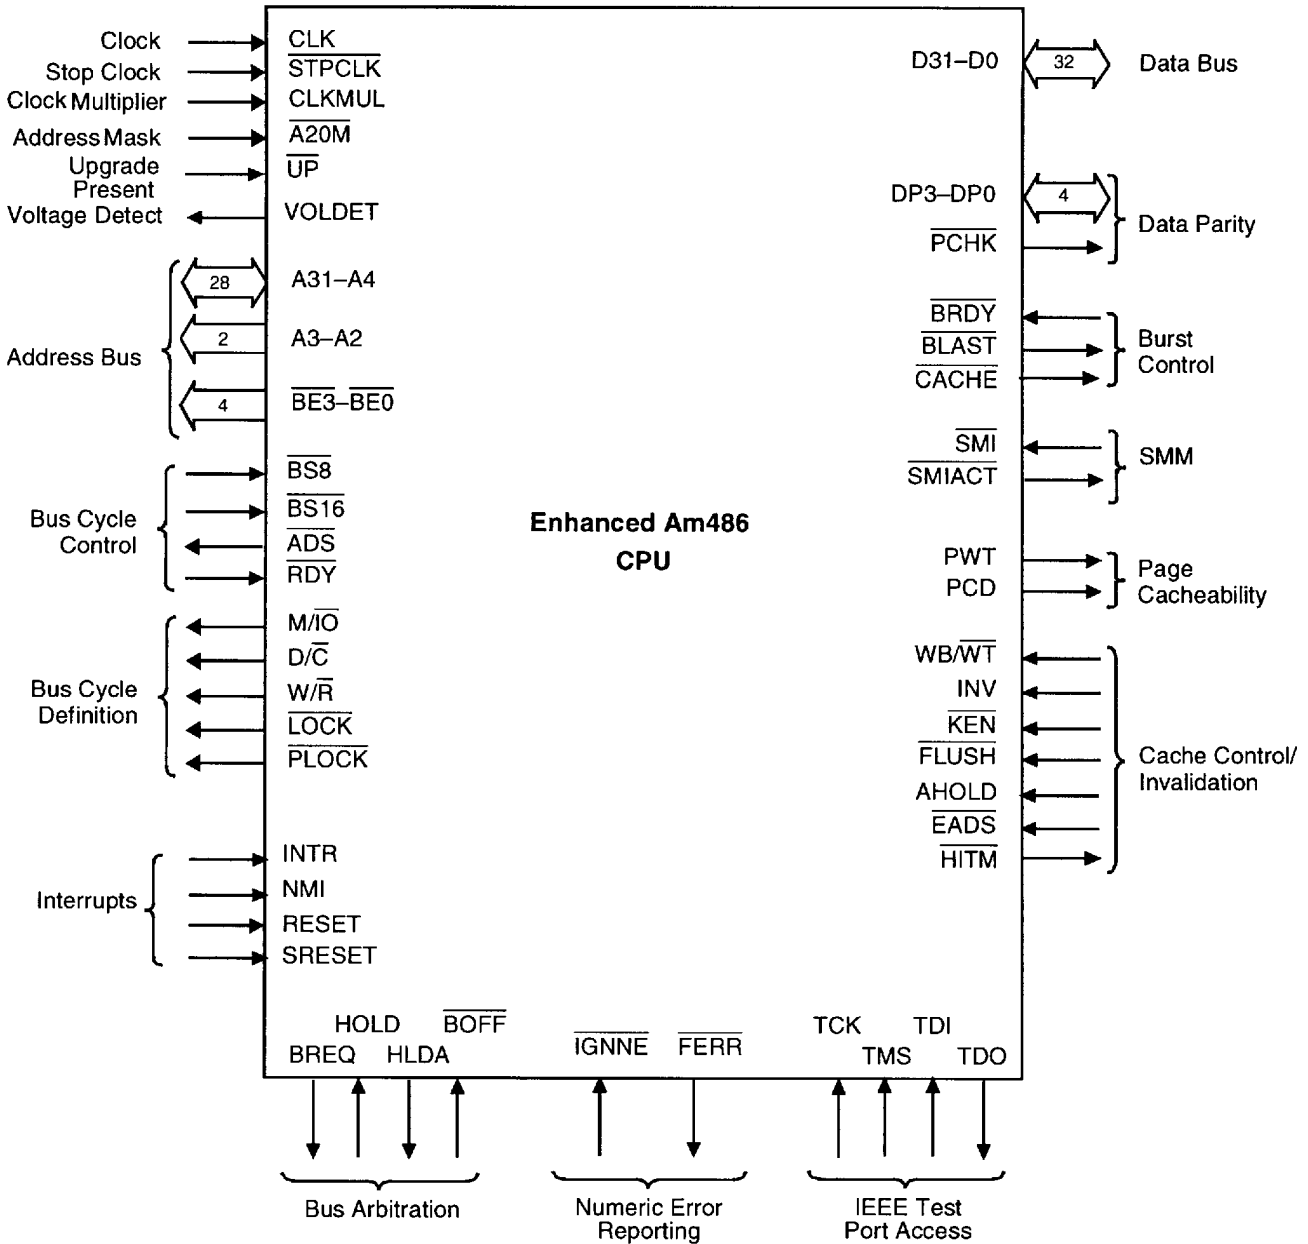 Clock
CLK
Stop Clock
STPCLK
Clock Multiplier
CLKMUL
Address Mask
A20M
Upgrade
Present
UP
Voltage Detect
VOLDET
Address Bus
28
A31–A4
2
A3–A2
4
BE3–BE0
Bus Cycle
Control
BS8
BS16
ADS
RDY
Bus Cycle
Definition
M/IO
D/C
W/R
LOCK
PLOCK
Interrupts
INTR
NMI
RESET
SRESET
Enhanced Am486
CPU
D31–D0
32
Data Bus
DP3–DP0
4
PCHK
Data Parity
BRDY
BLAST
CACHE
Burst
Control
SMI
SMIACT
SMM
PWT
PCD
Page
Cacheability
WB/WT
INV
KEN
FLUSH
AHOLD
EADS
HITM
Cache Control/
Invalidation
HOLD BOFF
BREQ HLDA
Bus Arbitration
IGNNE FERR
Numeric Error
Reporting
TCK TDI
TMS TDO
IEEE Test
Port Access